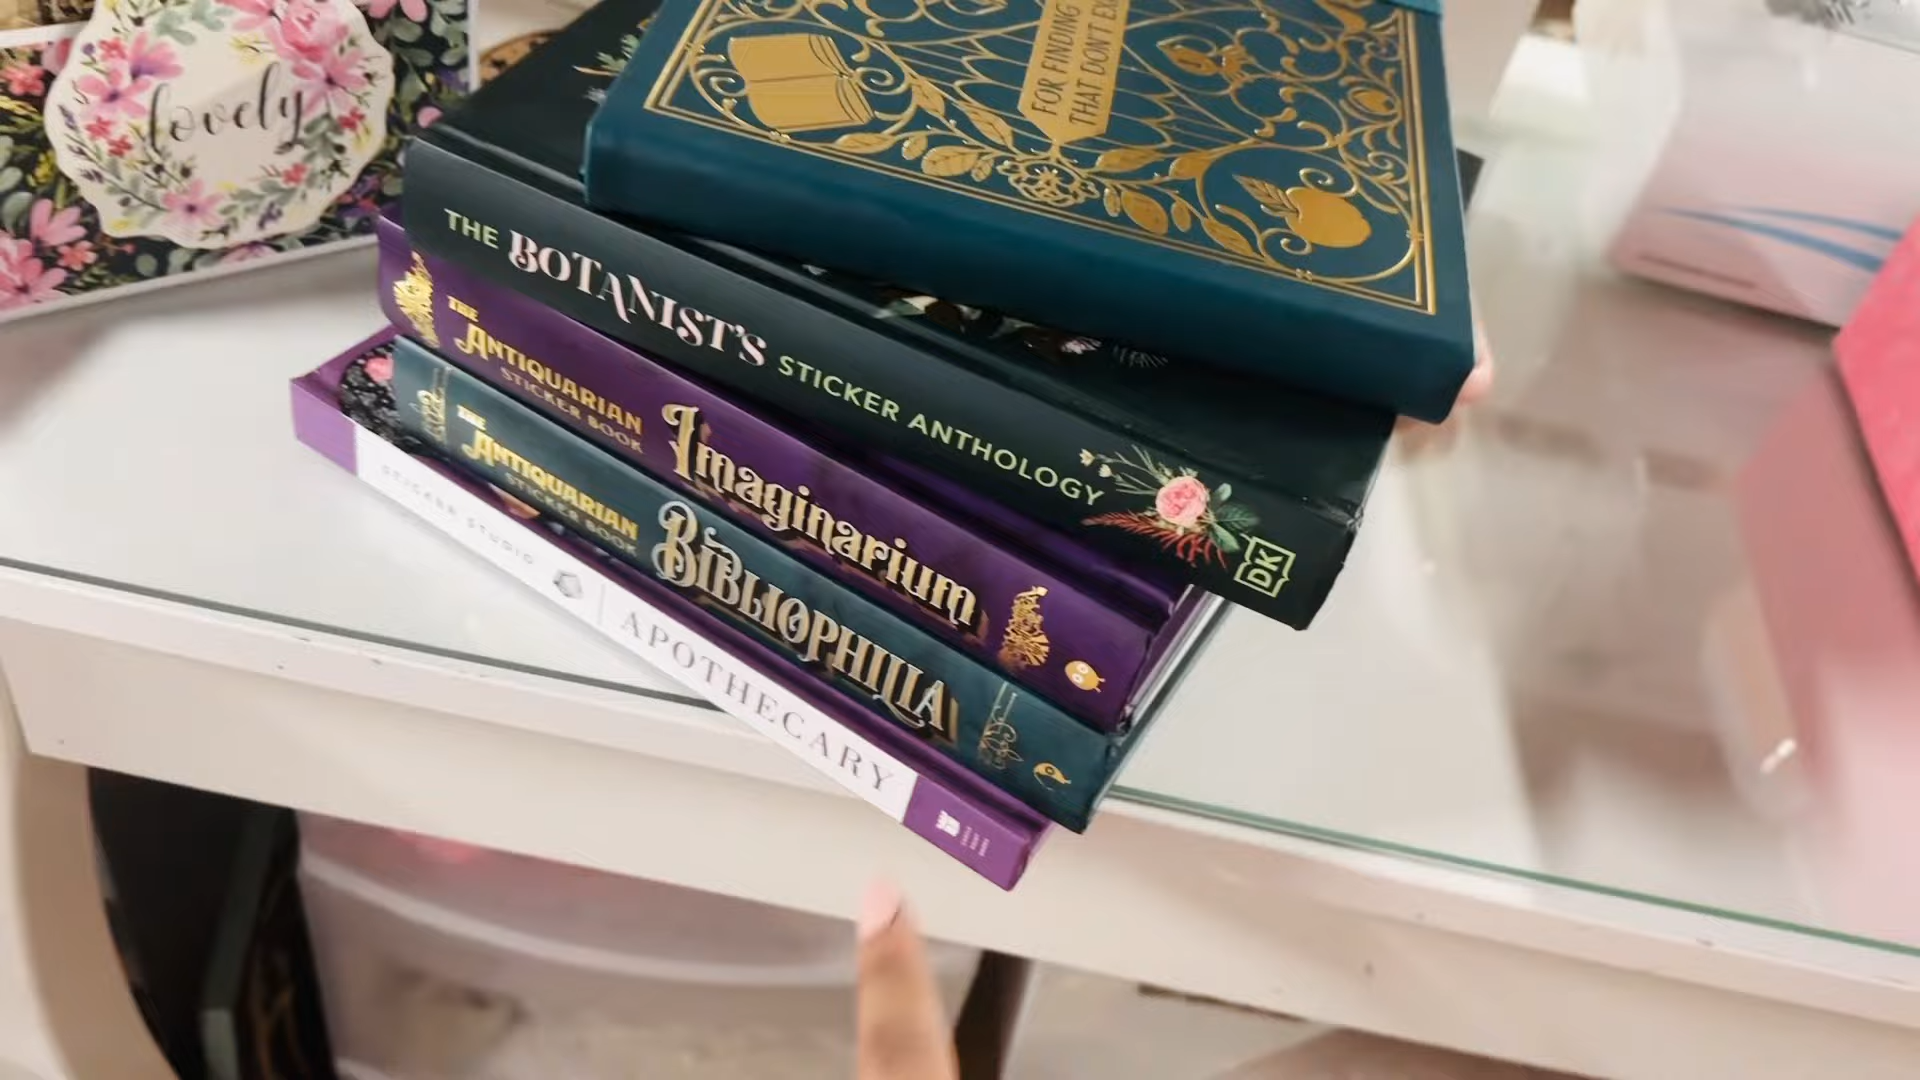 lovely
FOR FINDING
THAT DON'T
THE BOTANIST'S STICKER ANTHOLOGY
DK
THE
ANTIQUARIAN
STICKER BOOK
Imaginarium
THE
ANTIQUARIAN
STICKER BOOK
BIBLIOPHILIA
STICKER STUDIO
APOTHECARY